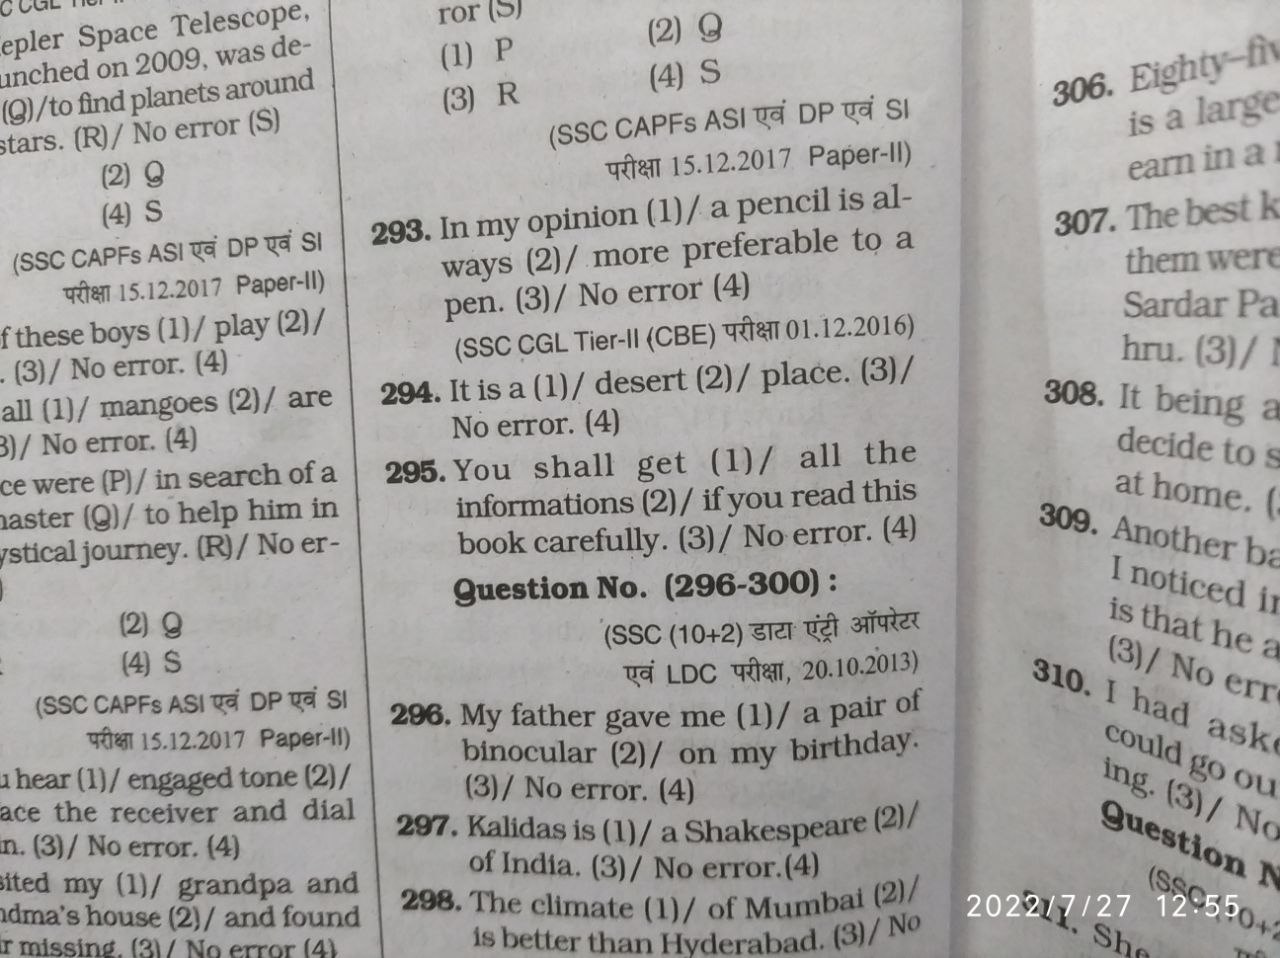 epler Space Telescope,
unched on 2009, was de-
(Q)/to find planets around
stars. (R)/ No error (S)
(2) Q
(4) S
(SSC CAPFs ASI एवं DP एवं SI
परीक्षा 15.12.2017 Paper-II)
f these boys (1)/ play (2)/
. (3)/ No error. (4)
all (1)/ mangoes (2)/ are
3)/ No error. (4)
ce were (P)/ in search of a
naster (Q)/ to help him in
ystical journey. (R)/ No er-
)
(2) Q
(4) S
(SSC CAPFs ASI एवं DP एवं SI
परीक्षा 15.12.2017 Paper-II)
u hear (1)/ engaged tone (2)/
ace the receiver and dial
n. (3)/ No error. (4)
sited my (1)/ grandpa and
ndma's house (2)/ and found
r missing. (3)/ No error (4)
ror (S)
(1) P (2) Q
(3) R (4) S
(SSC CAPFs ASI एवं DP एवं SI
परीक्षा 15.12.2017 Paper-II)
293. In my opinion (1)/ a pencil is al-
ways (2)/ more preferable to a
pen. (3)/ No error (4)
(SSC CGL Tier-II (CBE) परीक्षा 01.12.2016)
294. It is a (1)/ desert (2)/ place. (3)/
No error. (4)
295. You shall get (1)/ all the
informations (2)/ if you read this
book carefully. (3)/ No error. (4)
Question No. (296-300) :
(SSC (10+2) डाटा एंट्री ऑपरेटर
एवं LDC परीक्षा, 20.10.2013)
296. My father gave me (1)/ a pair of
binocular (2)/ on my birthday.
(3)/ No error. (4)
297. Kalidas is (1)/ a Shakespeare (2)/
of India. (3)/ No error.(4)
298. The climate (1)/ of Mumbai (2)/
is better than Hyderabad. (3)/ No
306. Eighty-fiv
is a large
earn in a
307. The best k
them were
Sardar Pa
hru. (3)/
308. It being a
decide to s
at home. (
309. Another ba
I noticed in
is that he a
(3)/ No erro
310. I had aske
could go ou
ing. (3)/ No
Question N
(SSC (10+2
311. She
2022/7/27 12:55